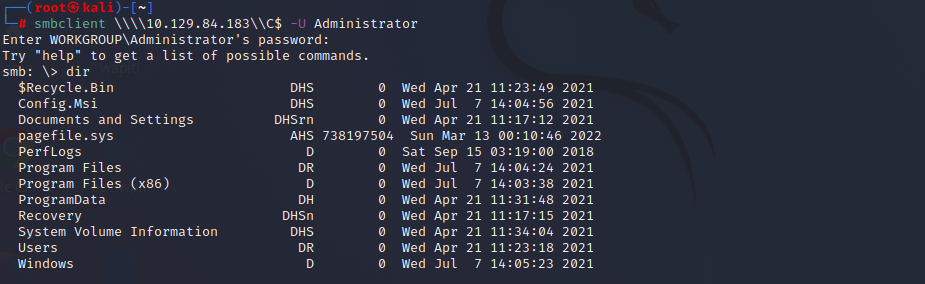 ┌──(root㉿kali)-[~]
└─# smbclient \\\\10.129.84.183\\C$ -U Administrator
Enter WORKGROUP\Administrator's password:
Try "help" to get a list of possible commands.
smb: \> dir
  $Recycle.Bin                      DHS        0  Wed Apr 21 11:23:49 2021
  Config.Msi                        DHS        0  Wed Jul  7 14:04:56 2021
  Documents and Settings          DHSrn        0  Wed Apr 21 11:17:12 2021
  pagefile.sys                      AHS 738197504  Sun Mar 13 00:10:46 2022
  PerfLogs                            D        0  Sat Sep 15 03:19:00 2018
  Program Files                      DR        0  Wed Jul  7 14:04:24 2021
  Program Files (x86)                 D        0  Wed Jul  7 14:03:38 2021
  ProgramData                        DH        0  Wed Apr 21 11:31:48 2021
  Recovery                         DHSn        0  Wed Apr 21 11:17:15 2021
  System Volume Information         DHS        0  Wed Apr 21 11:34:04 2021
  Users                              DR        0  Wed Apr 21 11:23:18 2021
  Windows                             D        0  Wed Jul  7 14:05:23 2021